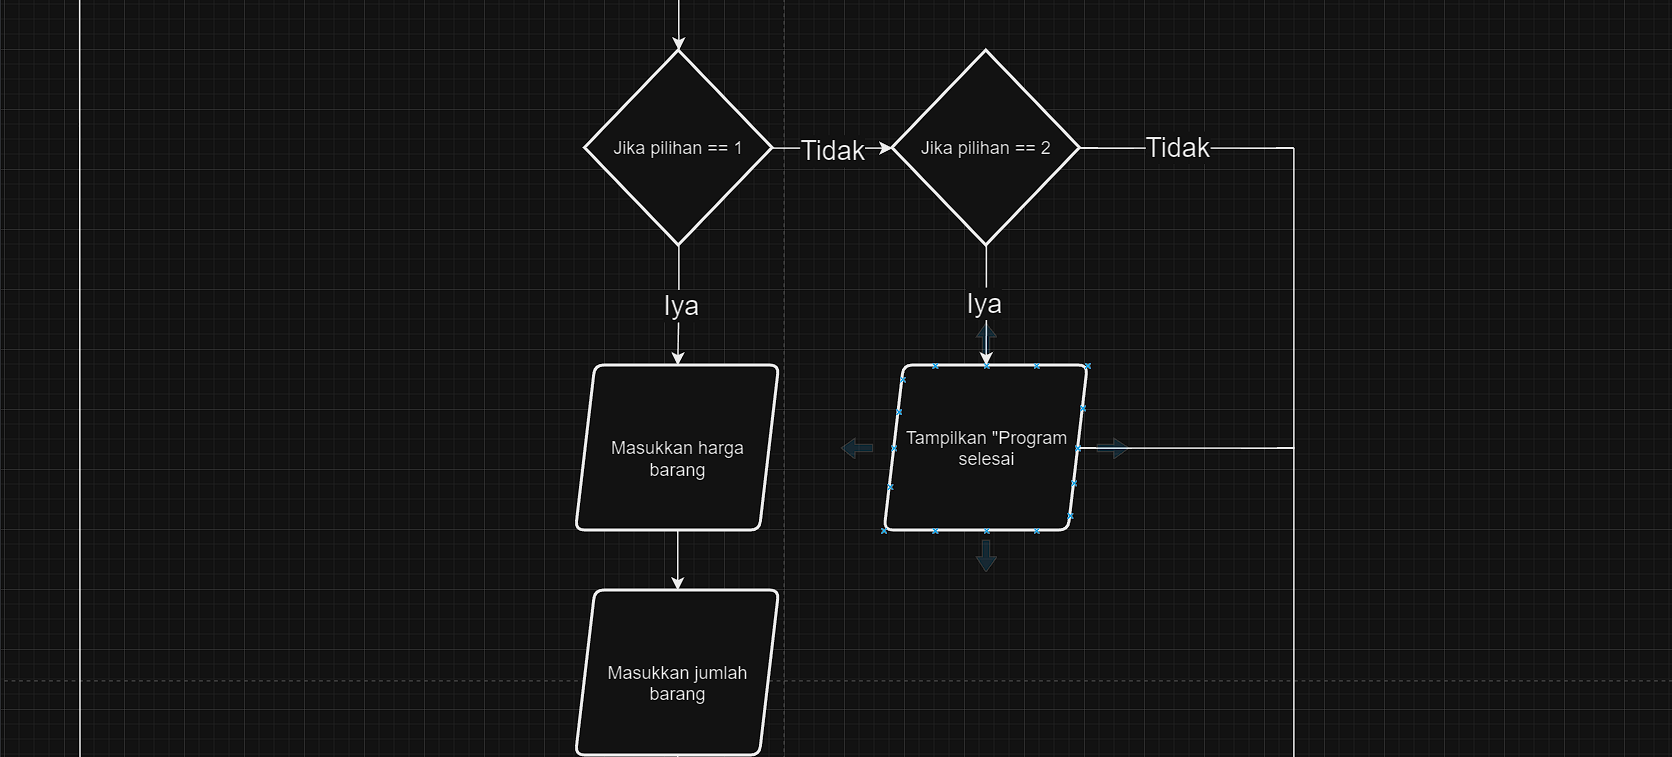 Jika pilihan == 1
Tidak
Jika pilihan == 2
Tidak
Iya
Iya
Masukkan harga
barang
Tampilkan "Program
selesai
Masukkan jumlah
barang